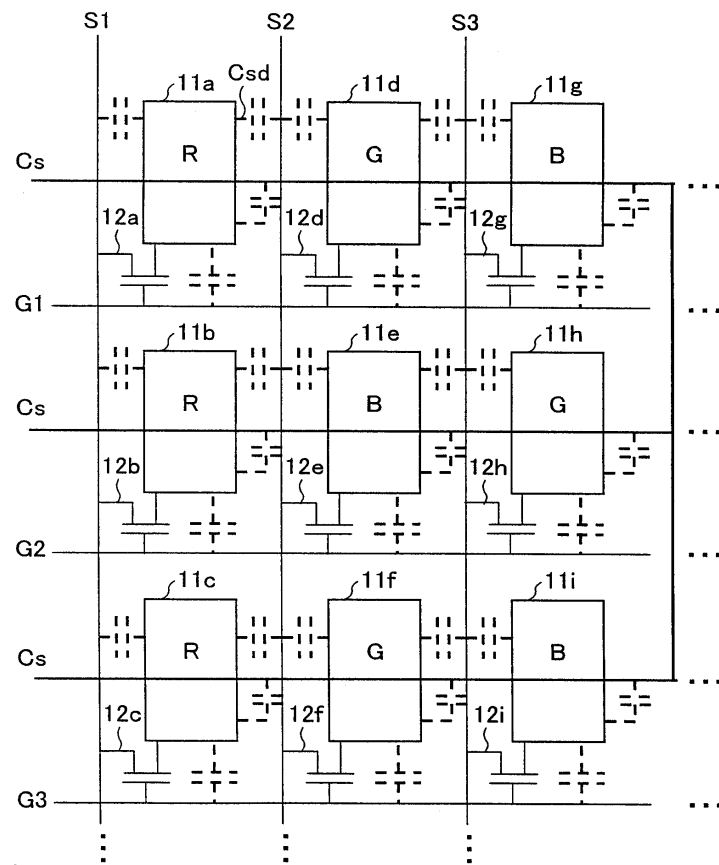 S1 S2 S3
11a Csd 11d 11g
R G B
Cs ...
12a 12d 12g
G1 ...
11b 11e 11h
R B G
Cs ...
12b 12e 12h
G2 ...
11c 11f 11i
R G B
Cs ...
12c 12f 12i
G3 ...